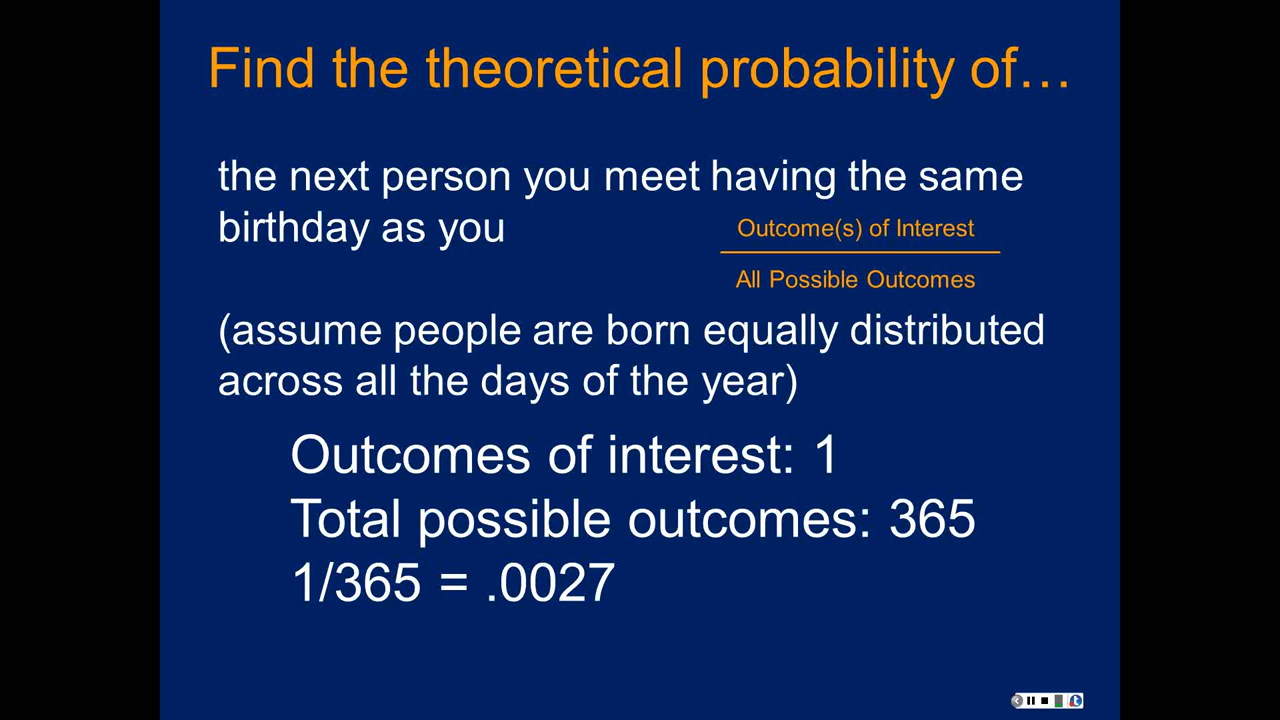 Find the theoretical probability of…
the next person you meet having the same
birthday as you
Outcome(s) of Interest
All Possible Outcomes
(assume people are born equally distributed
across all the days of the year)
Outcomes of interest: 1
Total possible outcomes: 365
1/365 = .0027